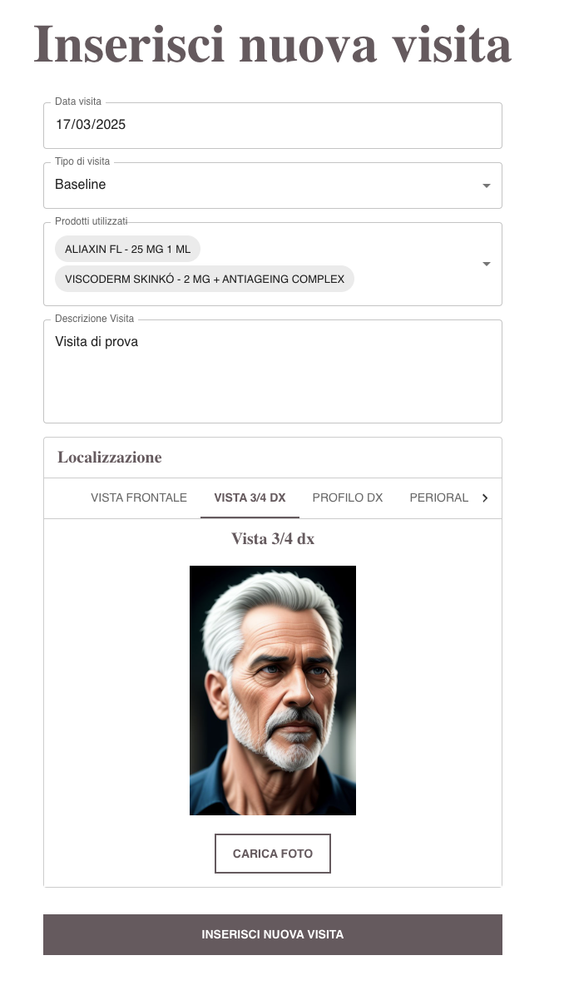 Inserisci nuova visita
Data visita
17/03/2025
Tipo di visita
Baseline
Prodotti utilizzati
ALIAXIN FL - 25 MG 1 ML
VISCODERM SKINKÓ - 2 MG + ANTIAGEING COMPLEX
Descrizione Visita
Visita di prova
Localizzazione
VISTA FRONTALE VISTA 3/4 DX PROFILO DX PERIORAL
Vista 3/4 dx
CARICA FOTO
INSERISCI NUOVA VISITA